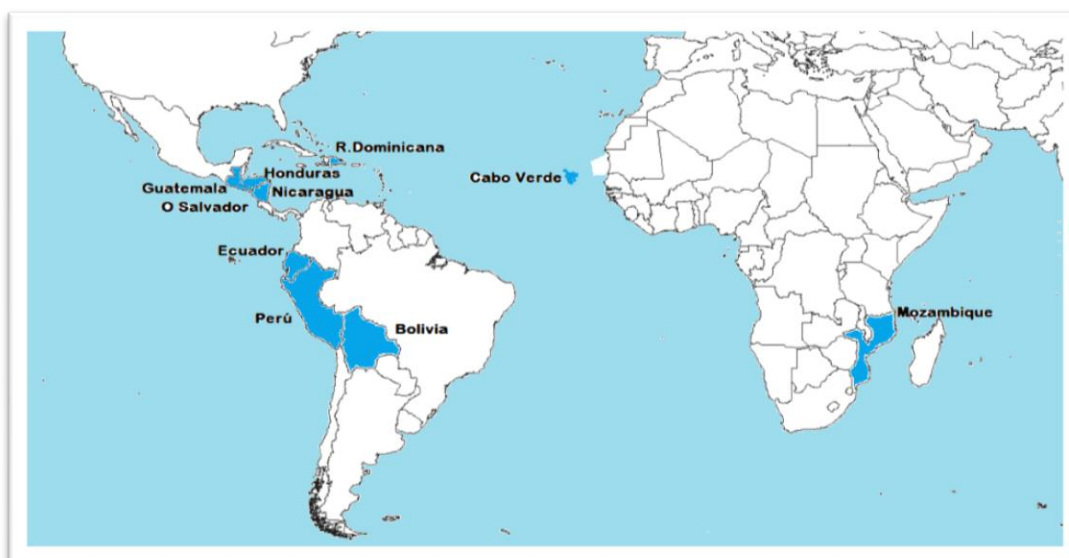 R.Dominicana
Honduras
Guatemala
Nicaragua
O Salvador
Cabo Verde
Ecuador
Perú
Bolivia
Mozambique